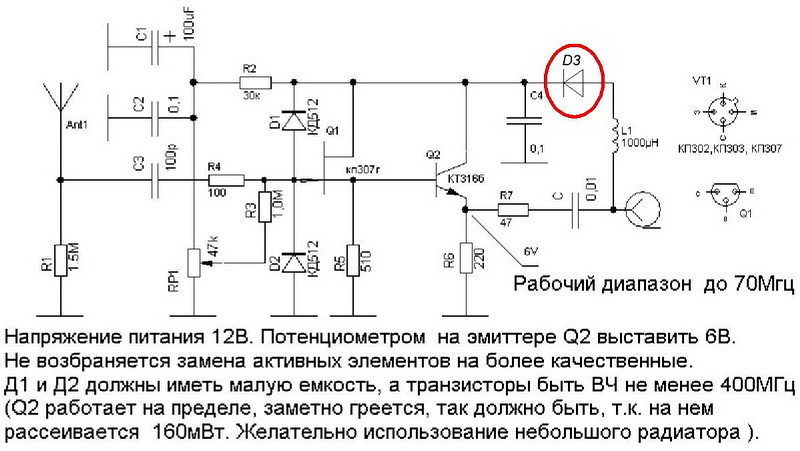 C1
+
100uF
D3
R2
30к
C2
0,1
Ant1
D1
КД512
Q1
C4
0,1
VT1
КП302,КП303, КП307
L1
1000µH
C3
100p
R4
100
кп307г
Q2
КТ316б
R3
1,0M
R7
47
C
0,01
Q1
R1
1.5M
RP1
47k
D2
КД512
R5
510
R6
220
6V
Рабочий диапазон до 70Мгц
Напряжение питания 12В. Потенциометром на эмиттере Q2 выставить 6В.
Не возбраняется замена активных элементов на более качественные.
Д1 и Д2 должны иметь малую емкость, а транзисторы быть ВЧ не менее 400МГц
(Q2 работает на пределе, заметно греется, так должно быть, т.к. на нем
рассеивается 160мВт. Желательно использование небольшого радиатора ).